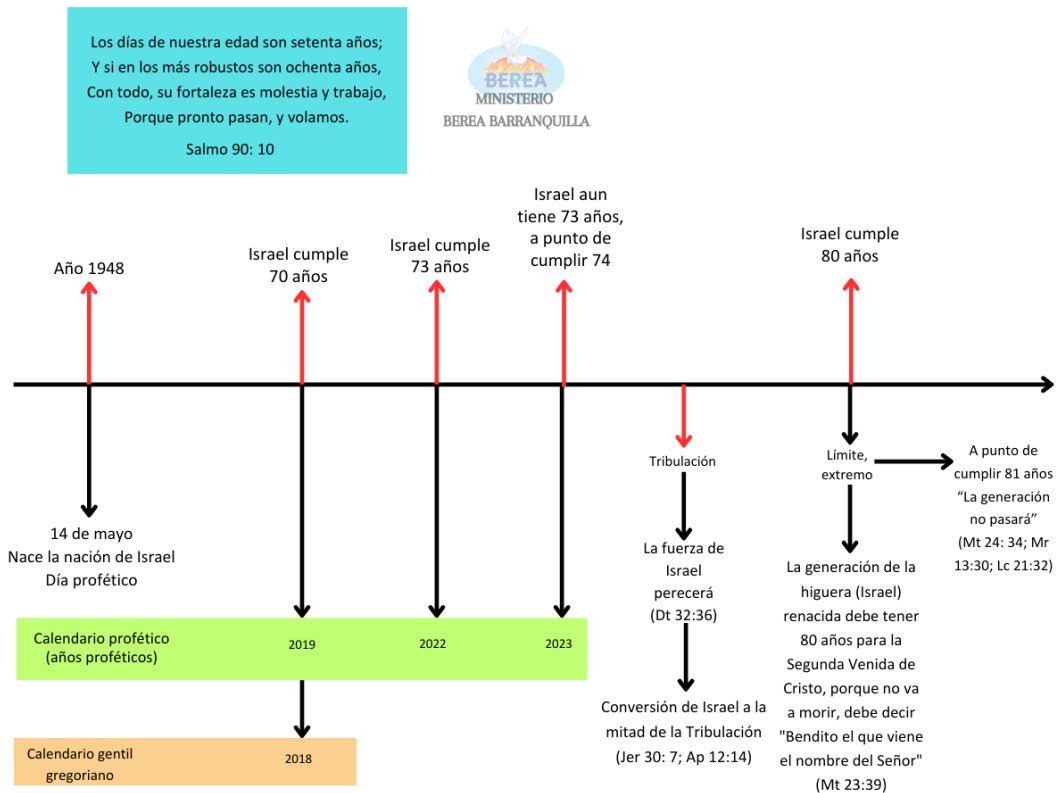 Los días de nuestra edad son setenta años;
Y si en los más robustos son ochenta años,
Con todo, su fortaleza es molestia y trabajo,
Porque pronto pasan, y volamos.
Salmo 90: 10
BEREA
MINISTERIO
BEREA BARRANQUILLA
Año 1948
Israel cumple
70 años
Israel cumple
73 años
Israel aun
tiene 73 años,
a punto de
cumplir 74
Israel cumple
80 años
14 de mayo
Nace la nación de Israel
Día profético
Tribulación
La fuerza de
Israel
perecerá
(Dt 32:36)
Conversión de Israel a la
mitad de la Tribulación
(Jer 30: 7; Ap 12:14)
Límite,
extremo
La generación de la
higuera (Israel)
renacida debe tener
80 años para la
Segunda Venida de
Cristo, porque no va
a morir, debe decir
"Bendito el que viene
el nombre del Señor"
(Mt 23:39)
A punto de
cumplir 81 años
“La generación
no pasará”
(Mt 24: 34; Mr
13:30; Lc 21:32)
Calendario profético
(años proféticos)
2019
2022
2023
Calendario gentil
gregoriano
2018